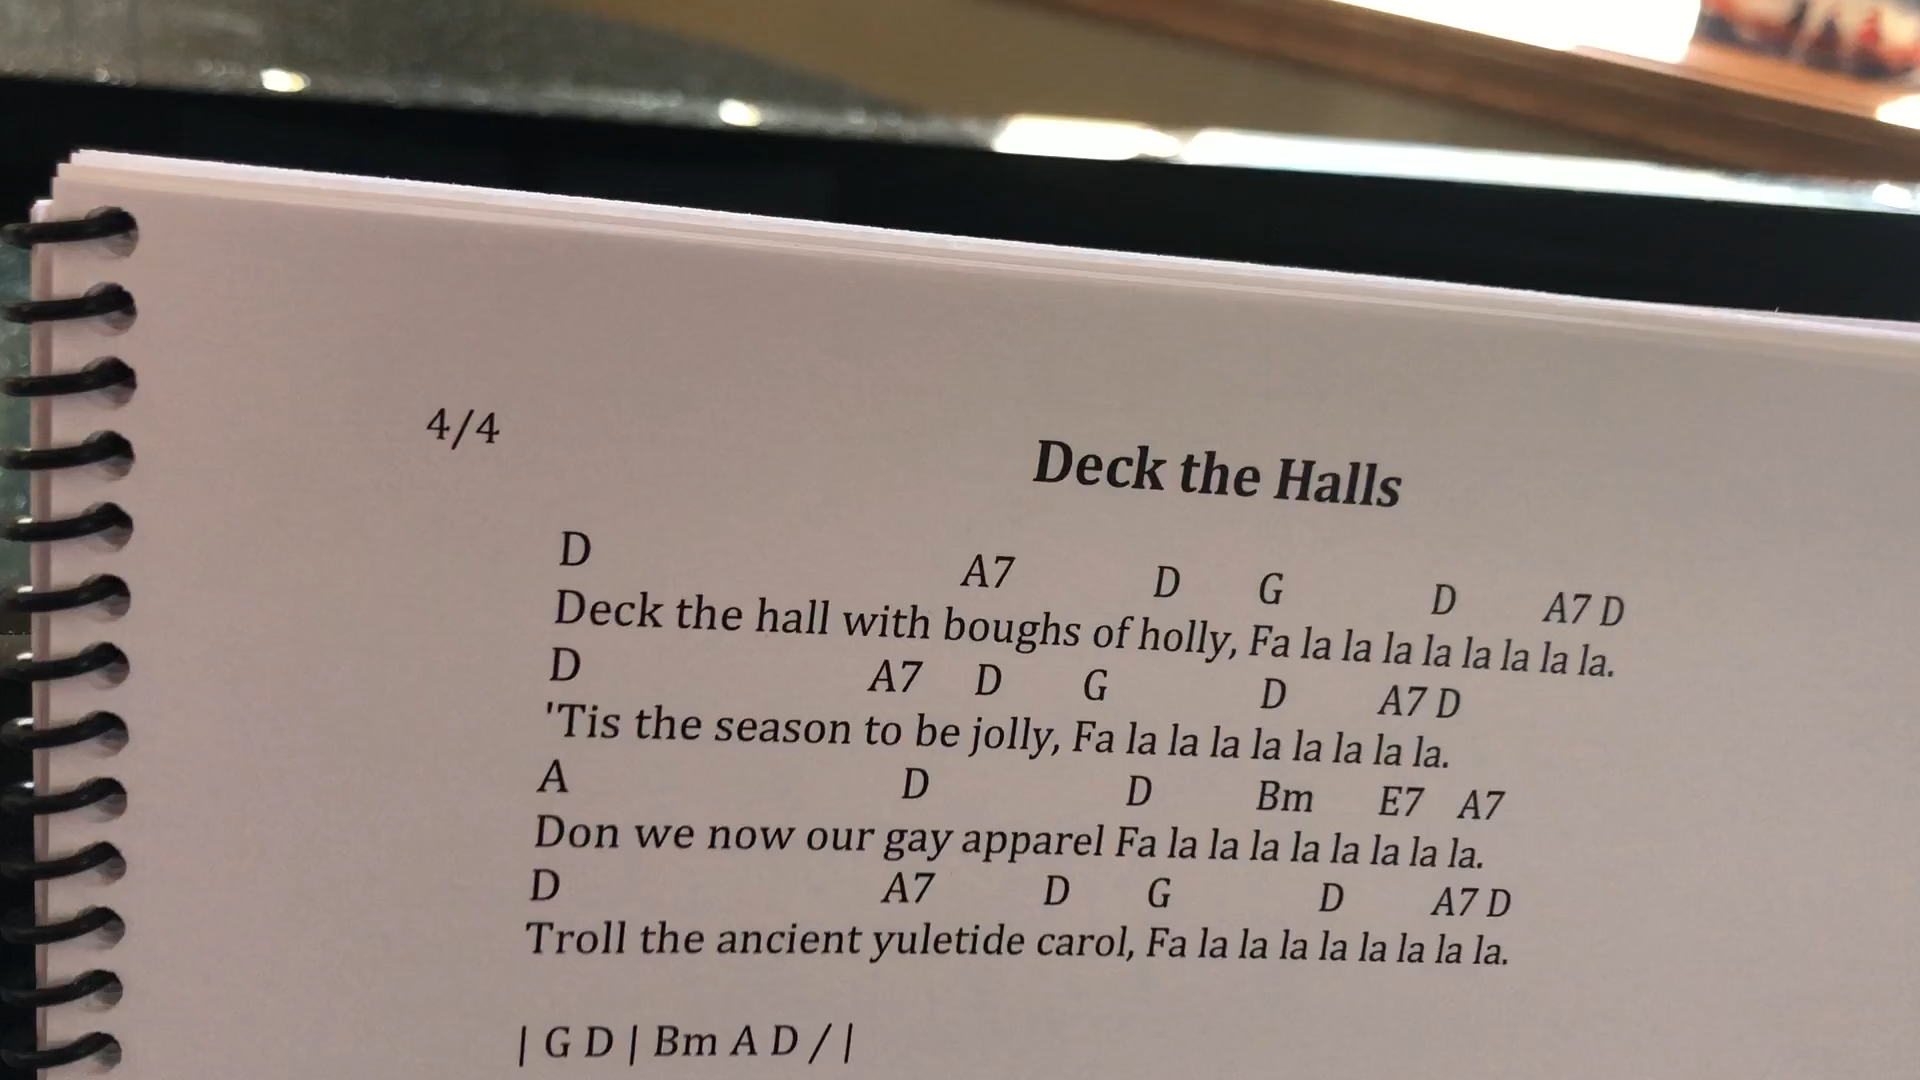 4/4
Deck the Halls
D A7 D G D A7 D
Deck the hall with boughs of holly, Fa la la la la la la la la.
D A7 D G D A7 D
'Tis the season to be jolly, Fa la la la la la la la la.
A D D Bm E7 A7
Don we now our gay apparel Fa la la la la la la la la.
D A7 D G D A7 D
Troll the ancient yuletide carol, Fa la la la la la la la la.
| G D | Bm A D / |